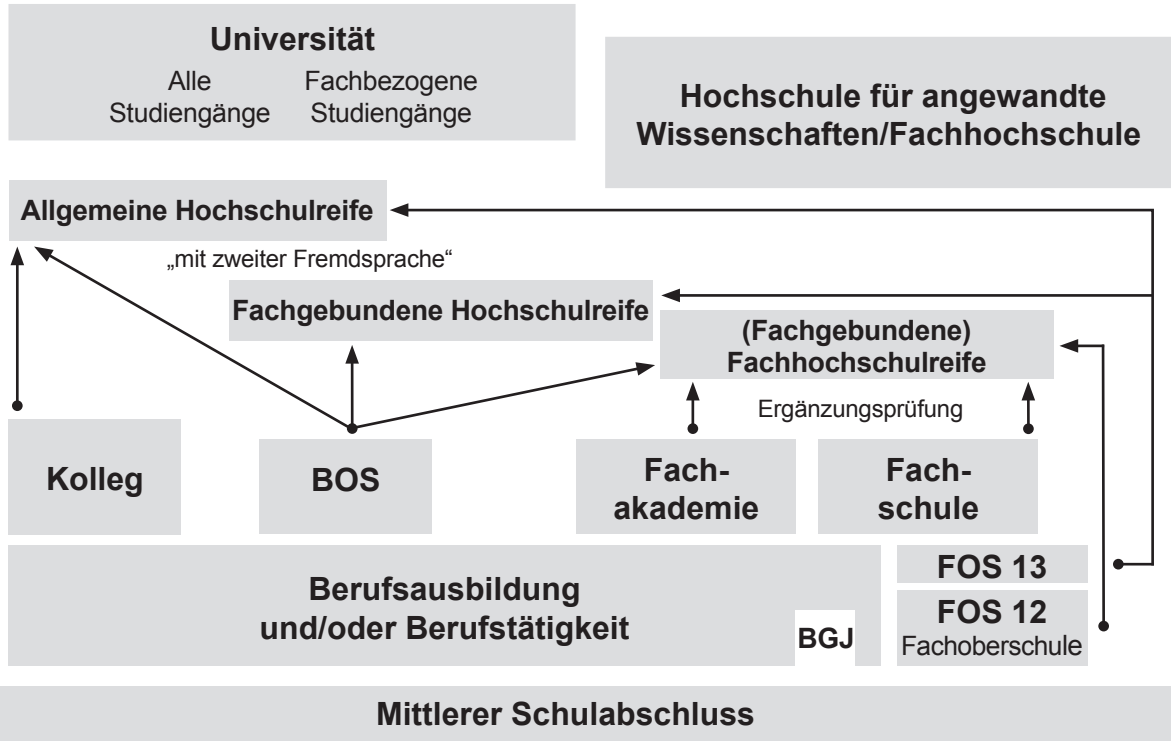 Universität
Alle
Studiengänge
Fachbezogene
Studiengänge
Hochschule für angewandte
Wissenschaften/Fachhochschule
Allgemeine Hochschulreife
„mit zweiter Fremdsprache“
Fachgebundene Hochschulreife
(Fachgebundene)
Fachhochschulreife
Ergänzungsprüfung
Kolleg
BOS
Fach-
akademie
Fach-
schule
Berufsausbildung
und/oder Berufstätigkeit
BGJ
FOS 13
FOS 12
Fachoberschule
Mittlerer Schulabschluss